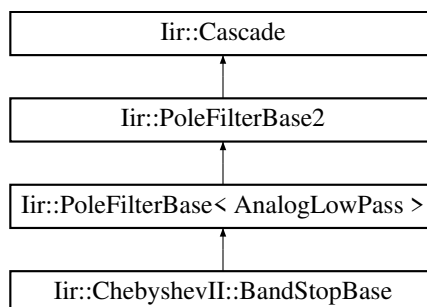 Iir::Cascade
Iir::PoleFilterBase2
Iir::PoleFilterBase< AnalogLowPass >
Iir::ChebyshevII::BandStopBase